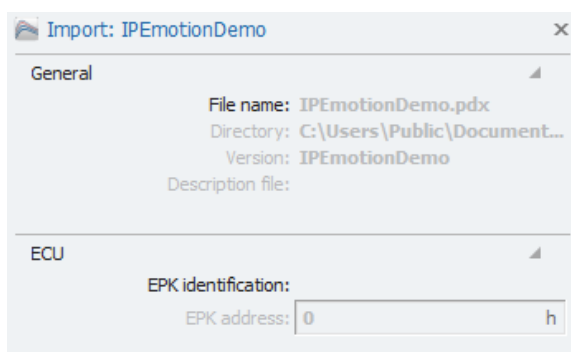 Import: IPEmotionDemo
General
File name: IPEmotionDemo.pdx
Directory: C:\Users\Public\Document...
Version: IPEmotionDemo
Description file:
ECU
EPK identification:
EPK address: 0 h